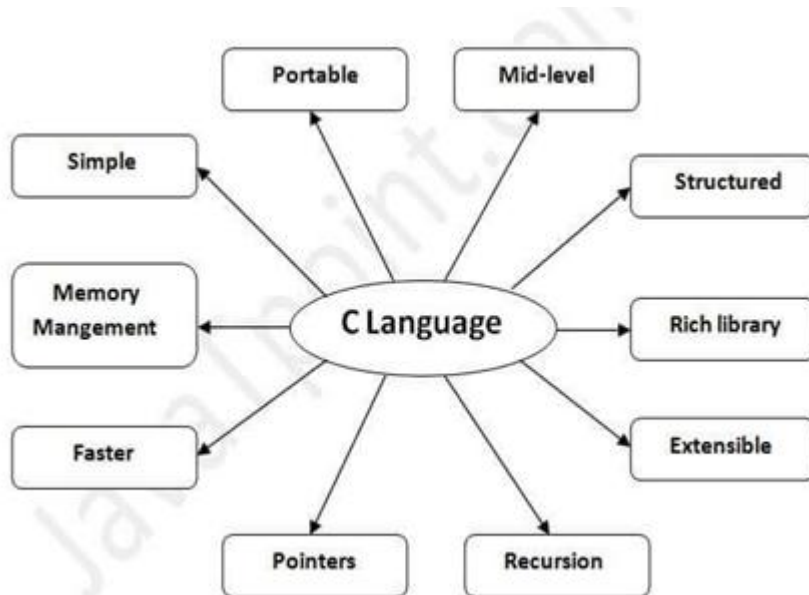 Portable
Mid-level
Simple
Structured
Memory
Mangement
C Language
Rich library
Faster
Extensible
Pointers
Recursion